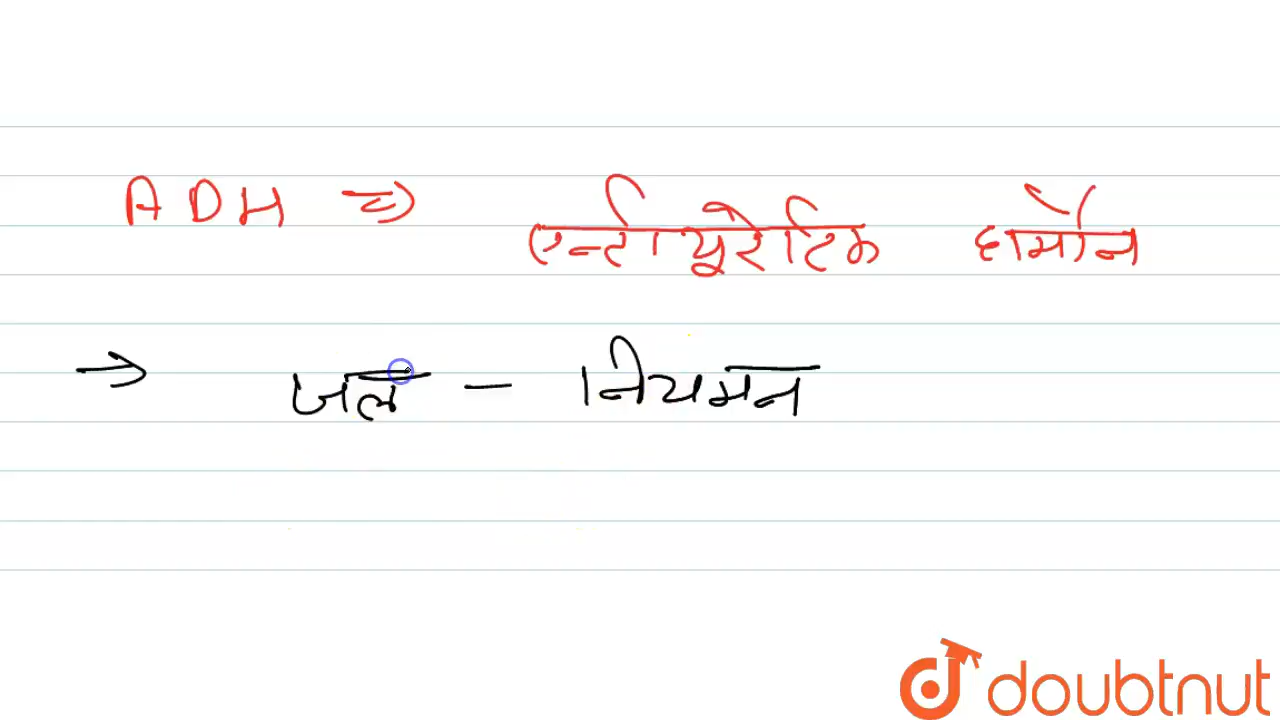 ADH ⇒ एन्टी यूरेटिक हार्मोन
→ जल - नियमन
doubtnut